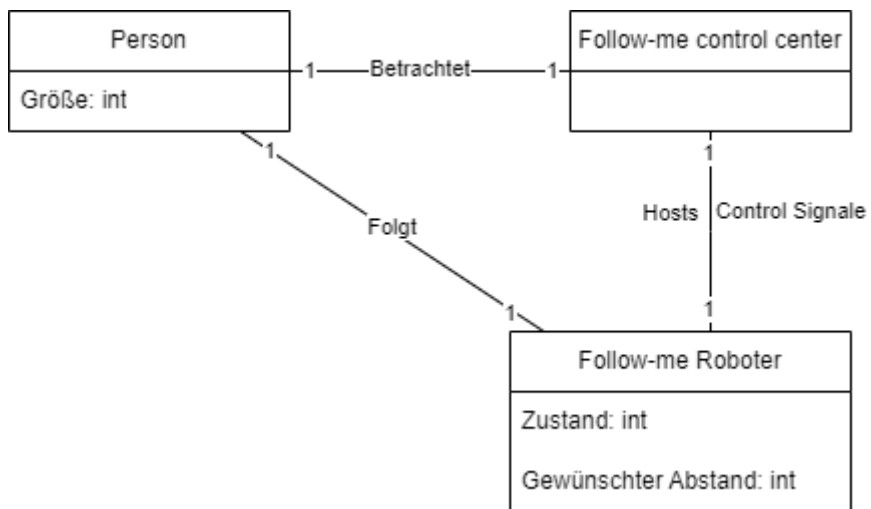 Person
Follow-me control center
1
Betrachtet
1
Größe: int
1
1
Folgt
Hosts
Control Signale
1
1
Follow-me Roboter
Zustand: int
Gewünschter Abstand: int